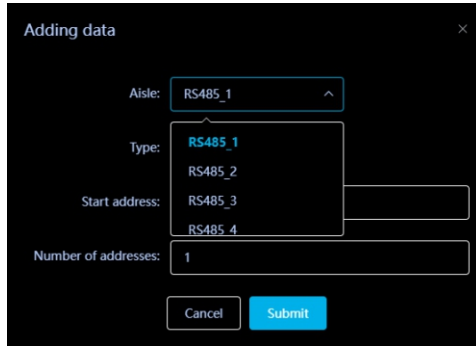 Adding data
Aisle: RS485_1
Type: RS485_1
RS485_2
Start address: RS485_3
RS485_4
Number of addresses: 1
Cancel Submit